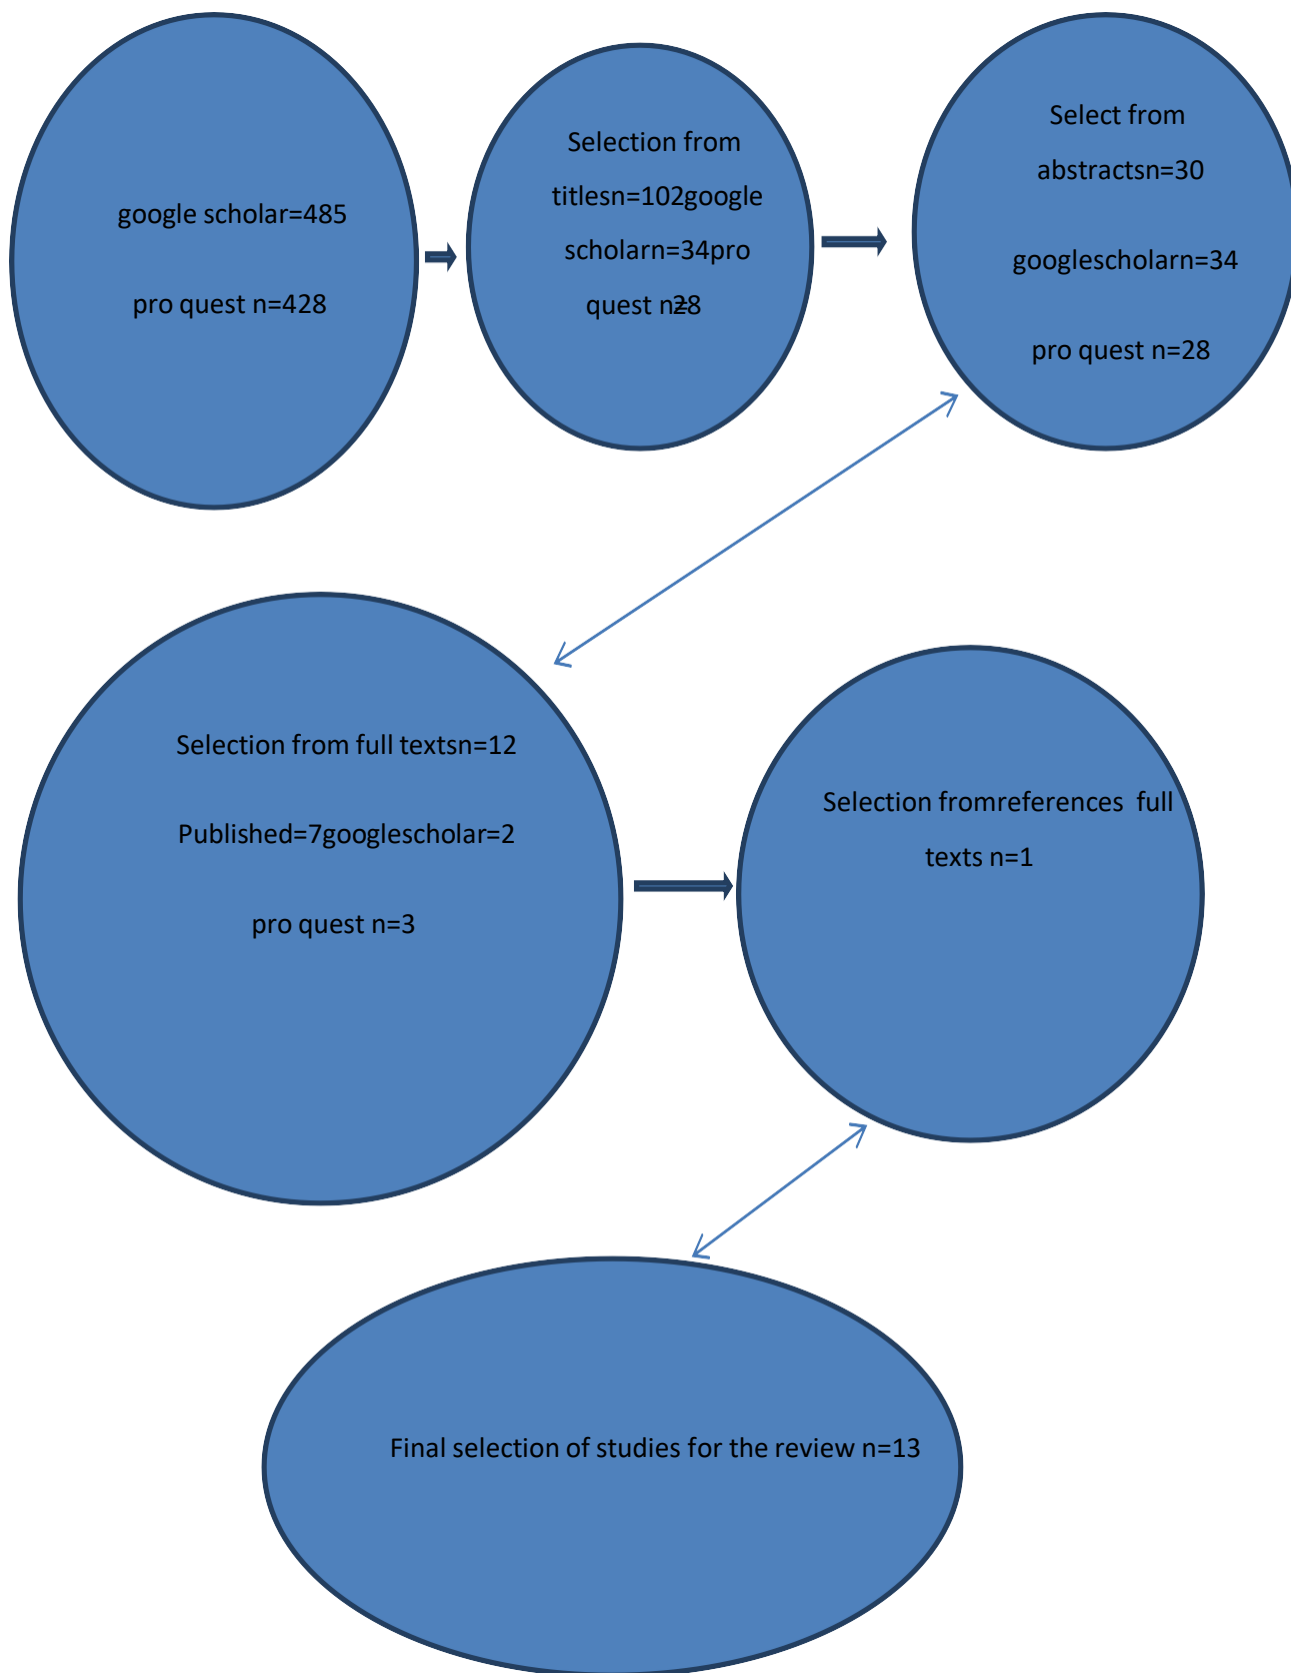 google scholar=485
pro quest n=428
Selection from
titlesn=102google
scholarn=34pro
quest n=28
Select from
abstractsn=30
googlescholarn=34
pro quest n=28
Selection from full textsn=12
Published=7googlescholar=2
pro quest n=3
Selection fromreferences full
texts n=1
Final selection of studies for the review n=13